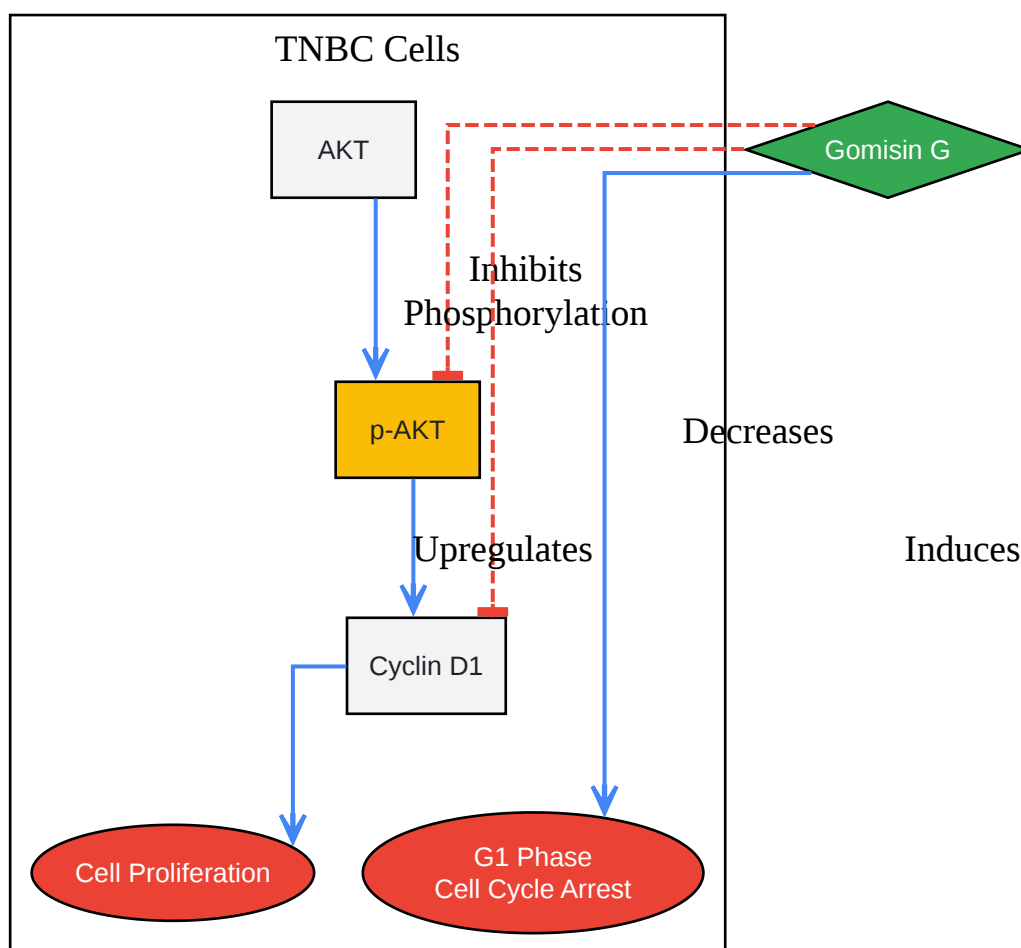 TNBC Cells
AKT
Gomisin G
Inhibits
Phosphorylation
p-AKT
Decreases
Upregulates
Induces
Cyclin D1
Cell Proliferation
G1 Phase
Cell Cycle Arrest